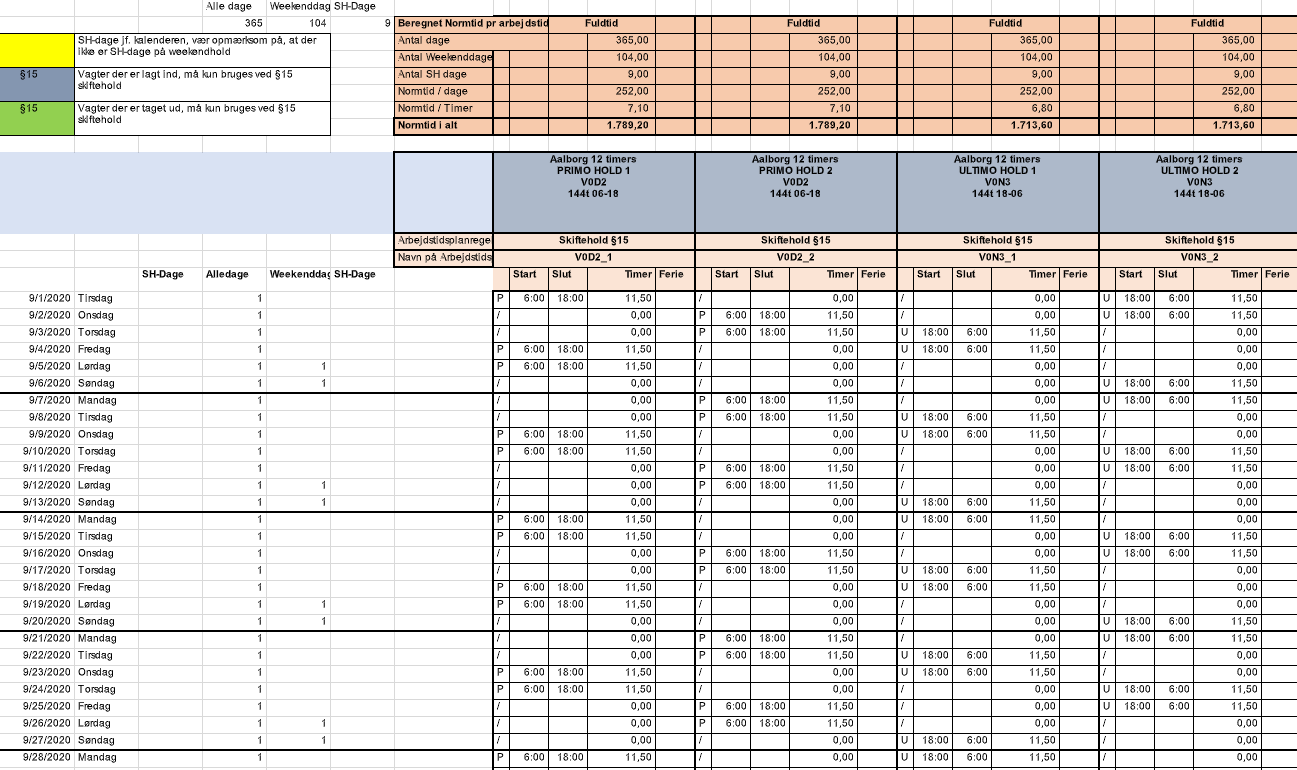 Alle dage Weekenddag SH-Dage
365 104 9 Beregnet Normtid pr arbejdstid Fuldtid Fuldtid Fuldtid Fuldtid
SH-dage jf. kalenderen, vær opmærksom på, at der Antal dage 365,00 365,00 365,00 365,00
ikke er SH-dage på weekendhold Antal Weekenddage 104,00 104,00 104,00 104,00
§15 Vagter der er lagt ind, må kun bruges ved §15 Antal SH dage 9,00 9,00 9,00 9,00
skiftehold Normtid / dage 252,00 252,00 252,00 252,00
§15 Vagter der er taget ud, må kun bruges ved §15 Normtid / Timer 7,10 7,10 6,80 6,80
skiftehold Normtid i alt 1.789,20 1.789,20 1.713,60 1.713,60
Aalborg 12 timers Aalborg 12 timers Aalborg 12 timers Aalborg 12 timers
PRIMO HOLD 1 PRIMO HOLD 2 ULTIMO HOLD 1 ULTIMO HOLD 2
V0D2 V0D2 V0N3 V0N3
144t 06-18 144t 06-18 144t 18-06 144t 18-06
Arbejdstidsplanrege Skiftehold §15 Skiftehold §15 Skiftehold §15 Skiftehold §15
Navn på Arbejdstids V0D2_1 V0D2_2 V0N3_1 V0N3_2
SH-Dage Alledage Weekenddag SH-Dage Start Slut Timer Ferie Start Slut Timer Ferie Start Slut Timer Ferie Start Slut Timer Ferie
9/1/2020 Tirsdag 1 P 6:00 18:00 11,50 / 0,00 / 0,00 U 18:00 6:00 11,50
9/2/2020 Onsdag 1 / 0,00 P 6:00 18:00 11,50 / 0,00 U 18:00 6:00 11,50
9/3/2020 Torsdag 1 / 0,00 P 6:00 18:00 11,50 U 18:00 6:00 11,50 / 0,00
9/4/2020 Fredag 1 P 6:00 18:00 11,50 / 0,00 U 18:00 6:00 11,50 / 0,00
9/5/2020 Lørdag 1 1 P 6:00 18:00 11,50 / 0,00 / 0,00 / 0,00
9/6/2020 Søndag 1 1 / 0,00 / 0,00 / 0,00 U 18:00 6:00 11,50
9/7/2020 Mandag 1 / 0,00 P 6:00 18:00 11,50 / 0,00 U 18:00 6:00 11,50
9/8/2020 Tirsdag 1 / 0,00 P 6:00 18:00 11,50 U 18:00 6:00 11,50 / 0,00
9/9/2020 Onsdag 1 P 6:00 18:00 11,50 / 0,00 U 18:00 6:00 11,50 / 0,00
9/10/2020 Torsdag 1 P 6:00 18:00 11,50 / 0,00 / 0,00 U 18:00 6:00 11,50
9/11/2020 Fredag 1 / 0,00 P 6:00 18:00 11,50 / 0,00 U 18:00 6:00 11,50
9/12/2020 Lørdag 1 1 / 0,00 P 6:00 18:00 11,50 / 0,00 / 0,00
9/13/2020 Søndag 1 1 / 0,00 / 0,00 U 18:00 6:00 11,50 / 0,00
9/14/2020 Mandag 1 P 6:00 18:00 11,50 / 0,00 U 18:00 6:00 11,50 / 0,00
9/15/2020 Tirsdag 1 P 6:00 18:00 11,50 / 0,00 / 0,00 U 18:00 6:00 11,50
9/16/2020 Onsdag 1 / 0,00 P 6:00 18:00 11,50 / 0,00 U 18:00 6:00 11,50
9/17/2020 Torsdag 1 / 0,00 P 6:00 18:00 11,50 U 18:00 6:00 11,50 / 0,00
9/18/2020 Fredag 1 P 6:00 18:00 11,50 / 0,00 U 18:00 6:00 11,50 / 0,00
9/19/2020 Lørdag 1 1 P 6:00 18:00 11,50 / 0,00 / 0,00 / 0,00
9/20/2020 Søndag 1 1 / 0,00 / 0,00 / 0,00 U 18:00 6:00 11,50
9/21/2020 Mandag 1 / 0,00 P 6:00 18:00 11,50 / 0,00 U 18:00 6:00 11,50
9/22/2020 Tirsdag 1 / 0,00 P 6:00 18:00 11,50 U 18:00 6:00 11,50 / 0,00
9/23/2020 Onsdag 1 P 6:00 18:00 11,50 / 0,00 U 18:00 6:00 11,50 / 0,00
9/24/2020 Torsdag 1 P 6:00 18:00 11,50 / 0,00 / 0,00 U 18:00 6:00 11,50
9/25/2020 Fredag 1 / 0,00 P 6:00 18:00 11,50 / 0,00 U 18:00 6:00 11,50
9/26/2020 Lørdag 1 1 / 0,00 P 6:00 18:00 11,50 / 0,00 / 0,00
9/27/2020 Søndag 1 1 / 0,00 / 0,00 U 18:00 6:00 11,50 / 0,00
9/28/2020 Mandag 1 P 6:00 18:00 11,50 / 0,00 U 18:00 6:00 11,50 / 0,00